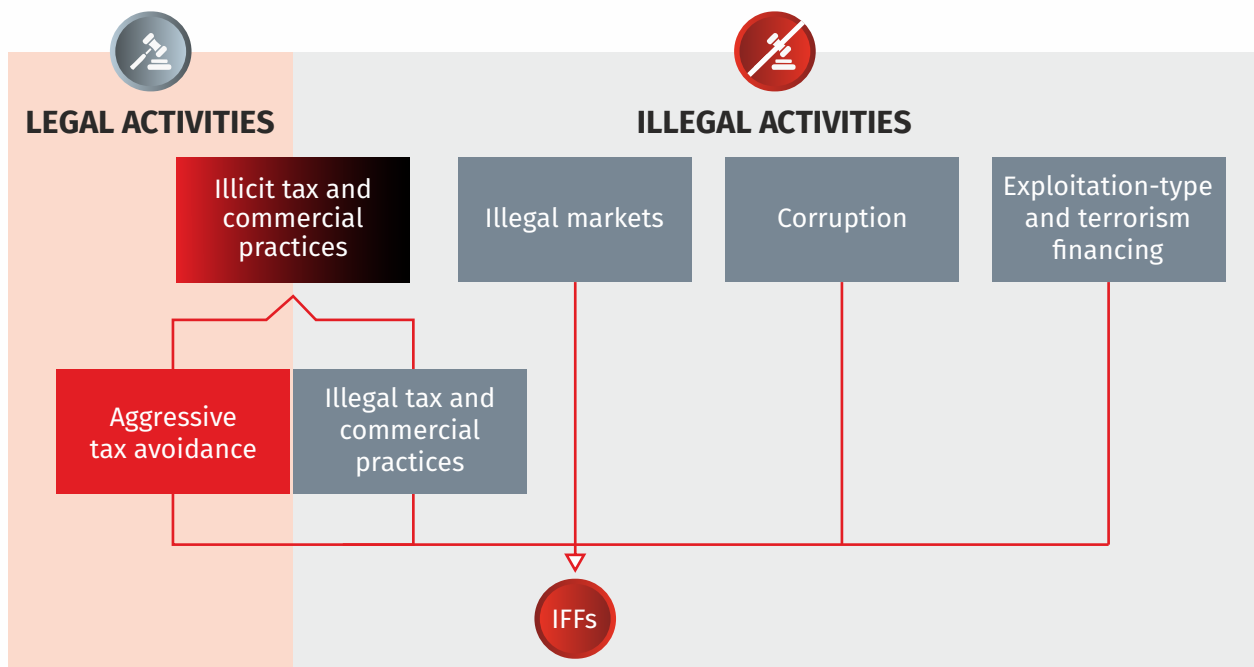 LEGAL ACTIVITIES
ILLEGAL ACTIVITIES
Illicit tax and
commercial
practices
Illegal markets
Corruption
Exploitation-type
and terrorism
financing
Aggressive
tax avoidance
Illegal tax and
commercial
practices
IFFs